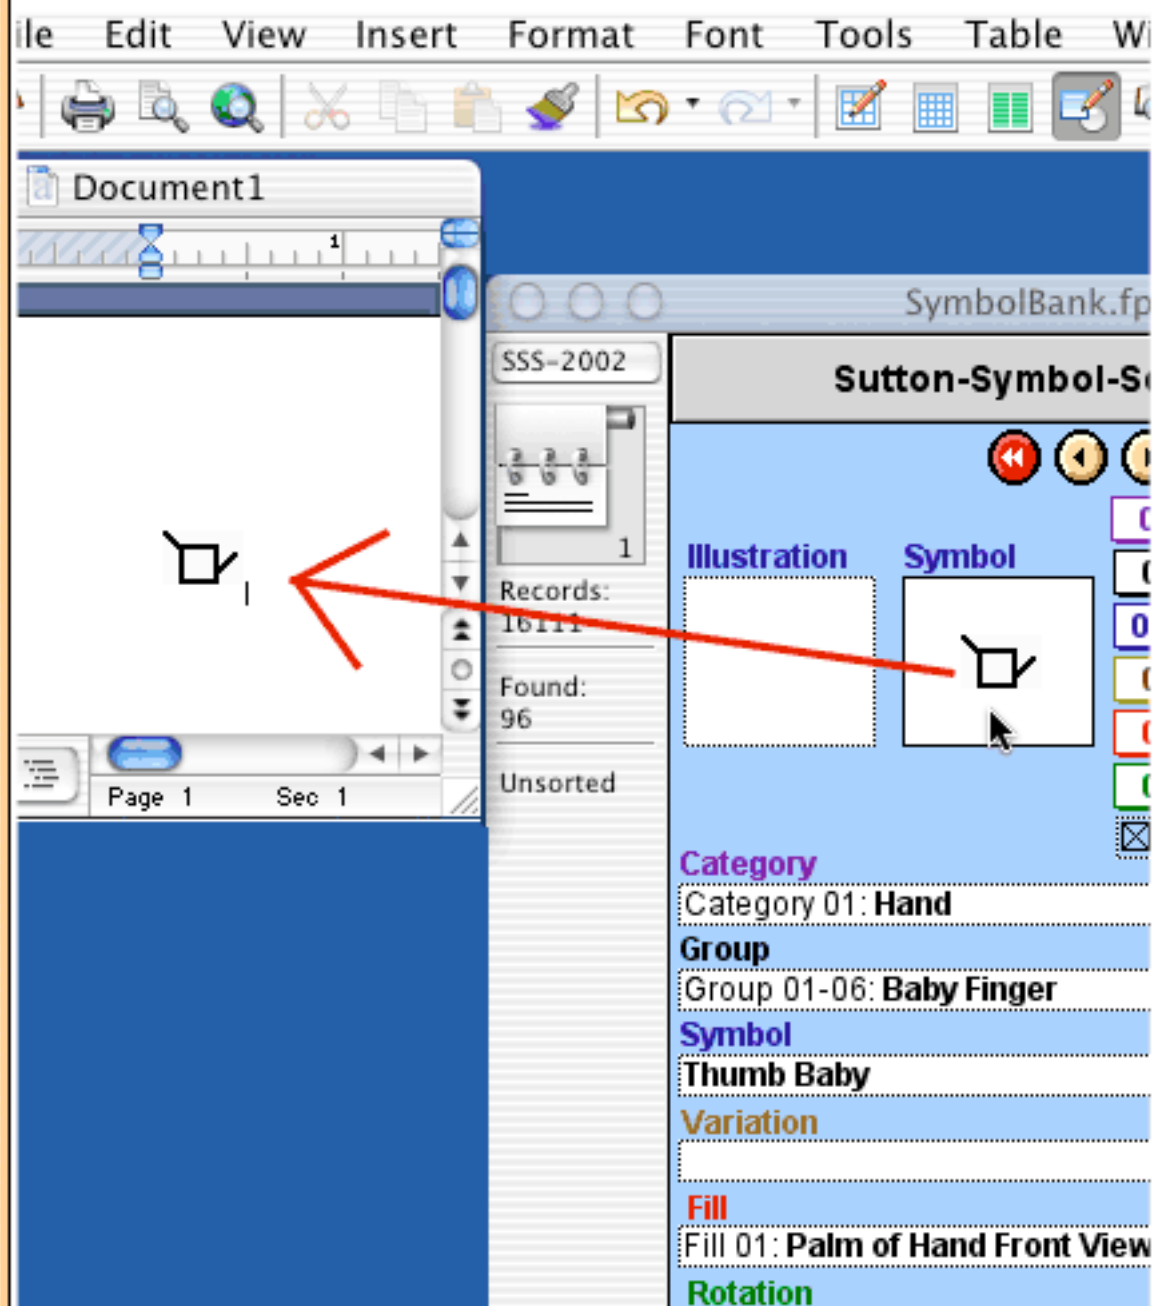 ile Edit View Insert Format Font Tools Table Wi
Document1
1
SymbolBank.fp
SSS-2002
Sutton-Symbol-S
1
Illustration Symbol
Records:
16111
Found:
96
Unsorted
Page 1 Sec 1
Category
Category 01: Hand
Group
Group 01-06: Baby Finger
Symbol
Thumb Baby
Variation
Fill
Fill 01: Palm of Hand Front View
Rotation